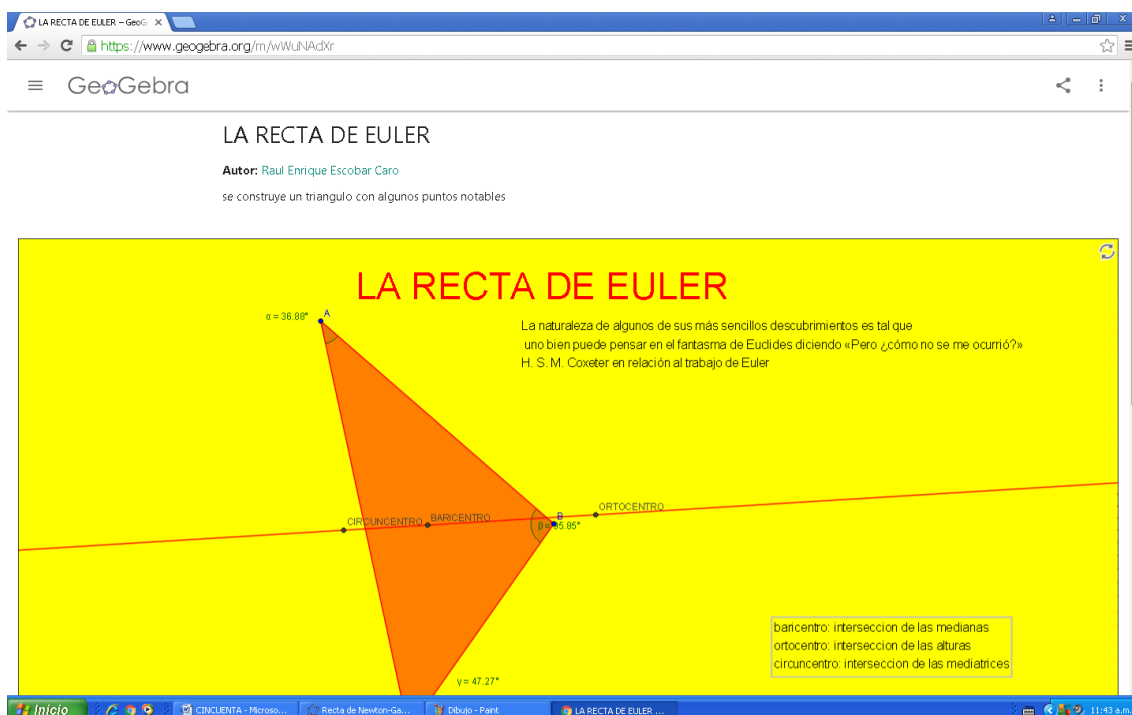 LA RECTA DE EULER – GeoG
https://www.geogebra.org/m/wWuNAdXr
GeoGebra
LA RECTA DE EULER
Autor: Raul Enrique Escobar Caro
se construye un triangulo con algunos puntos notables
LA RECTA DE EULER
α = 36.88°
A
La naturaleza de algunos de sus más sencillos descubrimientos es tal que
uno bien puede pensar en el fantasma de Euclides diciendo «Pero ¿cómo no se me ocurrió?»
H. S. M. Coxeter en relación al trabajo de Euler
CIRCUNCENTRO
BARICENTRO
B
ORTOCENTRO
β = 95.85°
baricentro: interseccion de las medianas
ortocentro: interseccion de las alturas
circuncentro: interseccion de las mediatrices
γ = 47.27°
Inicio
CINCUENTA - Microso...
Recta de Newton-Ga...
Dibujo - Paint
LA RECTA DE EULER ...
11:43 a.m.